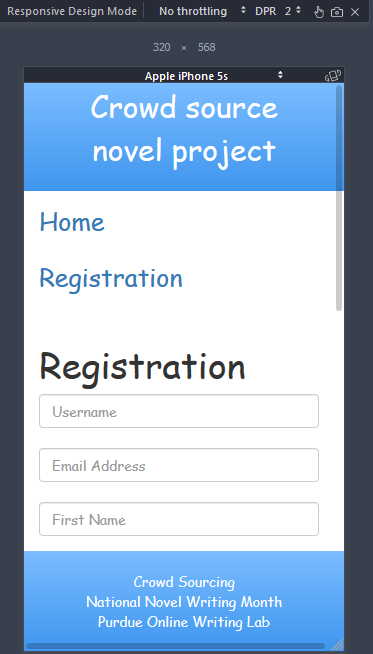 Responsive Design Mode No throttling DPR 2
320 × 568
Apple iPhone 5s
Crowd source
novel project
Home
Registration
Registration
Username
Email Address
First Name
Crowd Sourcing
National Novel Writing Month
Purdue Online Writing Lab